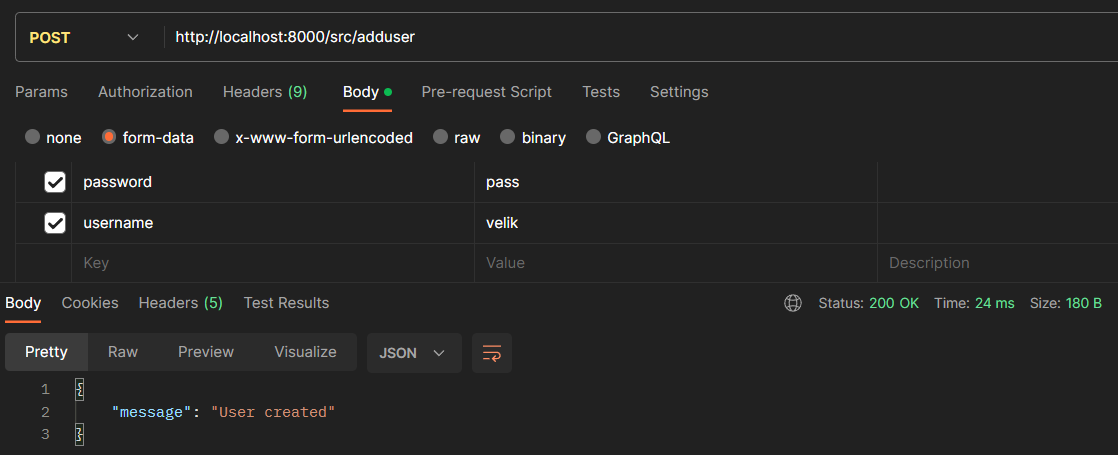 POST http://localhost:8000/src/adduser
Params Authorization Headers (9) Body Pre-request Script Tests Settings
none form-data x-www-form-urlencoded raw binary GraphQL
password pass
username velik
Key Value Description
Body Cookies Headers (5) Test Results Status: 200 OK Time: 24 ms Size: 180 B
Pretty Raw Preview Visualize JSON
1 {
2 "message": "User created"
3 }